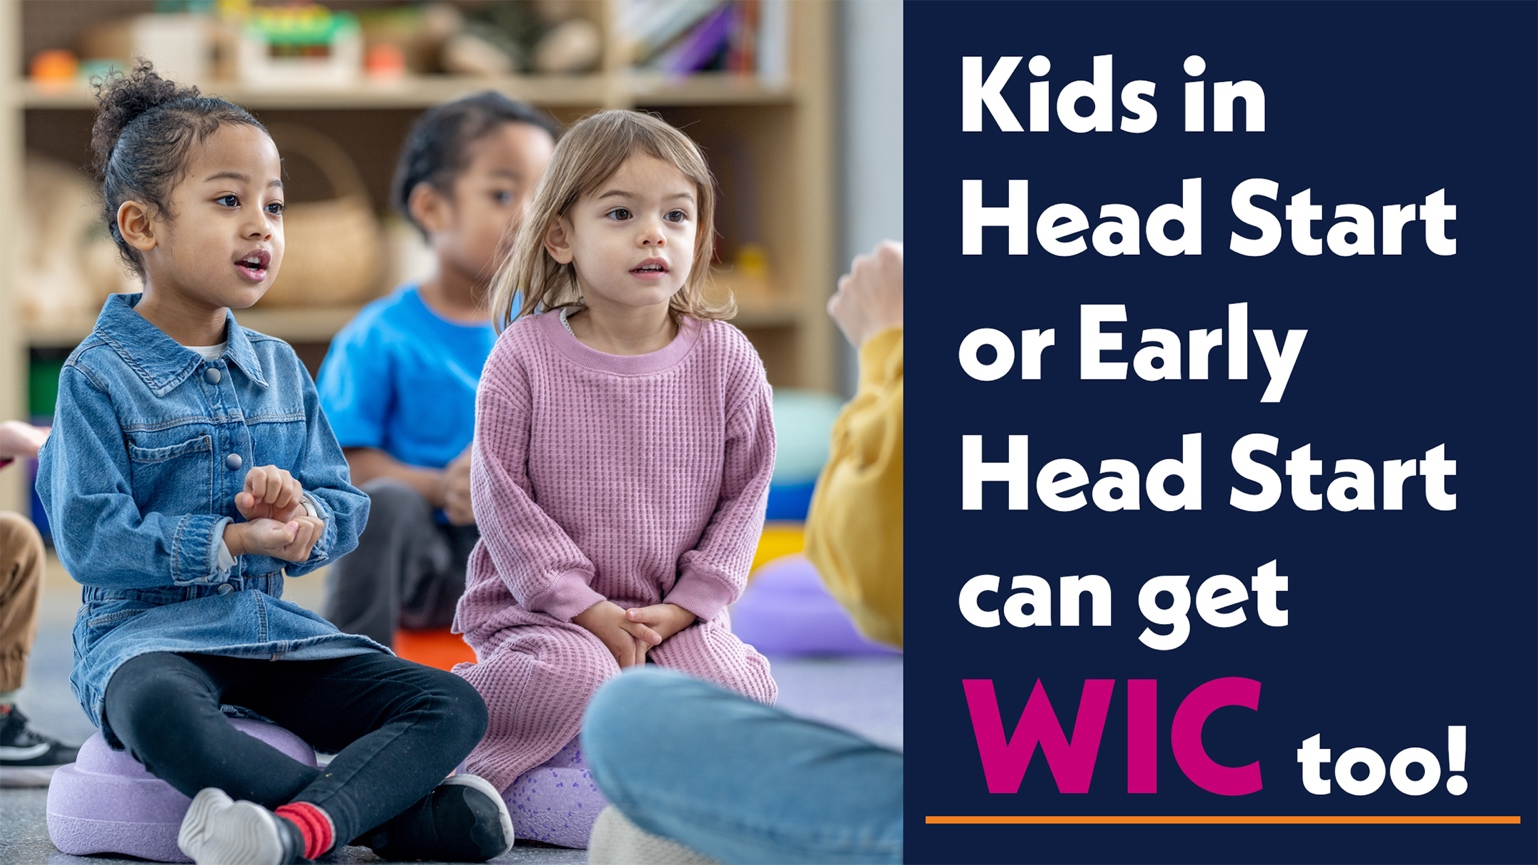 Kids in
Head Start
or Early
Head Start
can get
WIC too!